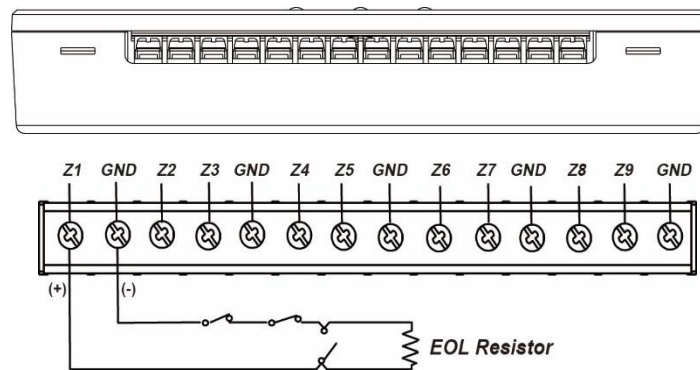 Z1 GND Z2 Z3 GND Z4 Z5 GND Z6 Z7 GND Z8 Z9 GND
(+) (-)
EOL Resistor